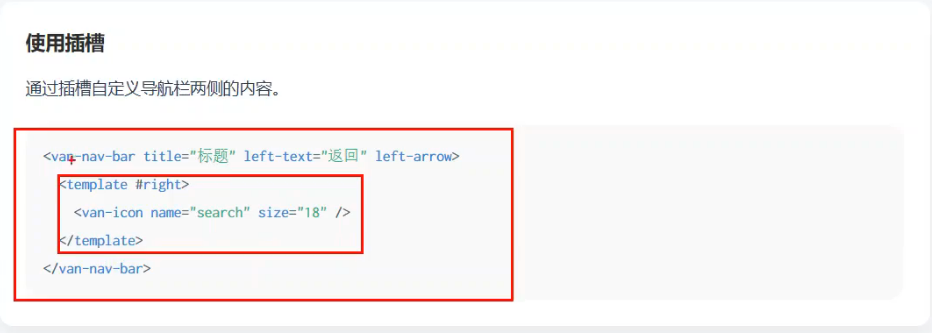 使用插槽
通过插槽自定义导航栏两侧的内容。
<van-nav-bar title="标题" left-text="返回" left-arrow>
<template #right>
<van-icon name="search" size="18" />
</template>
</van-nav-bar>